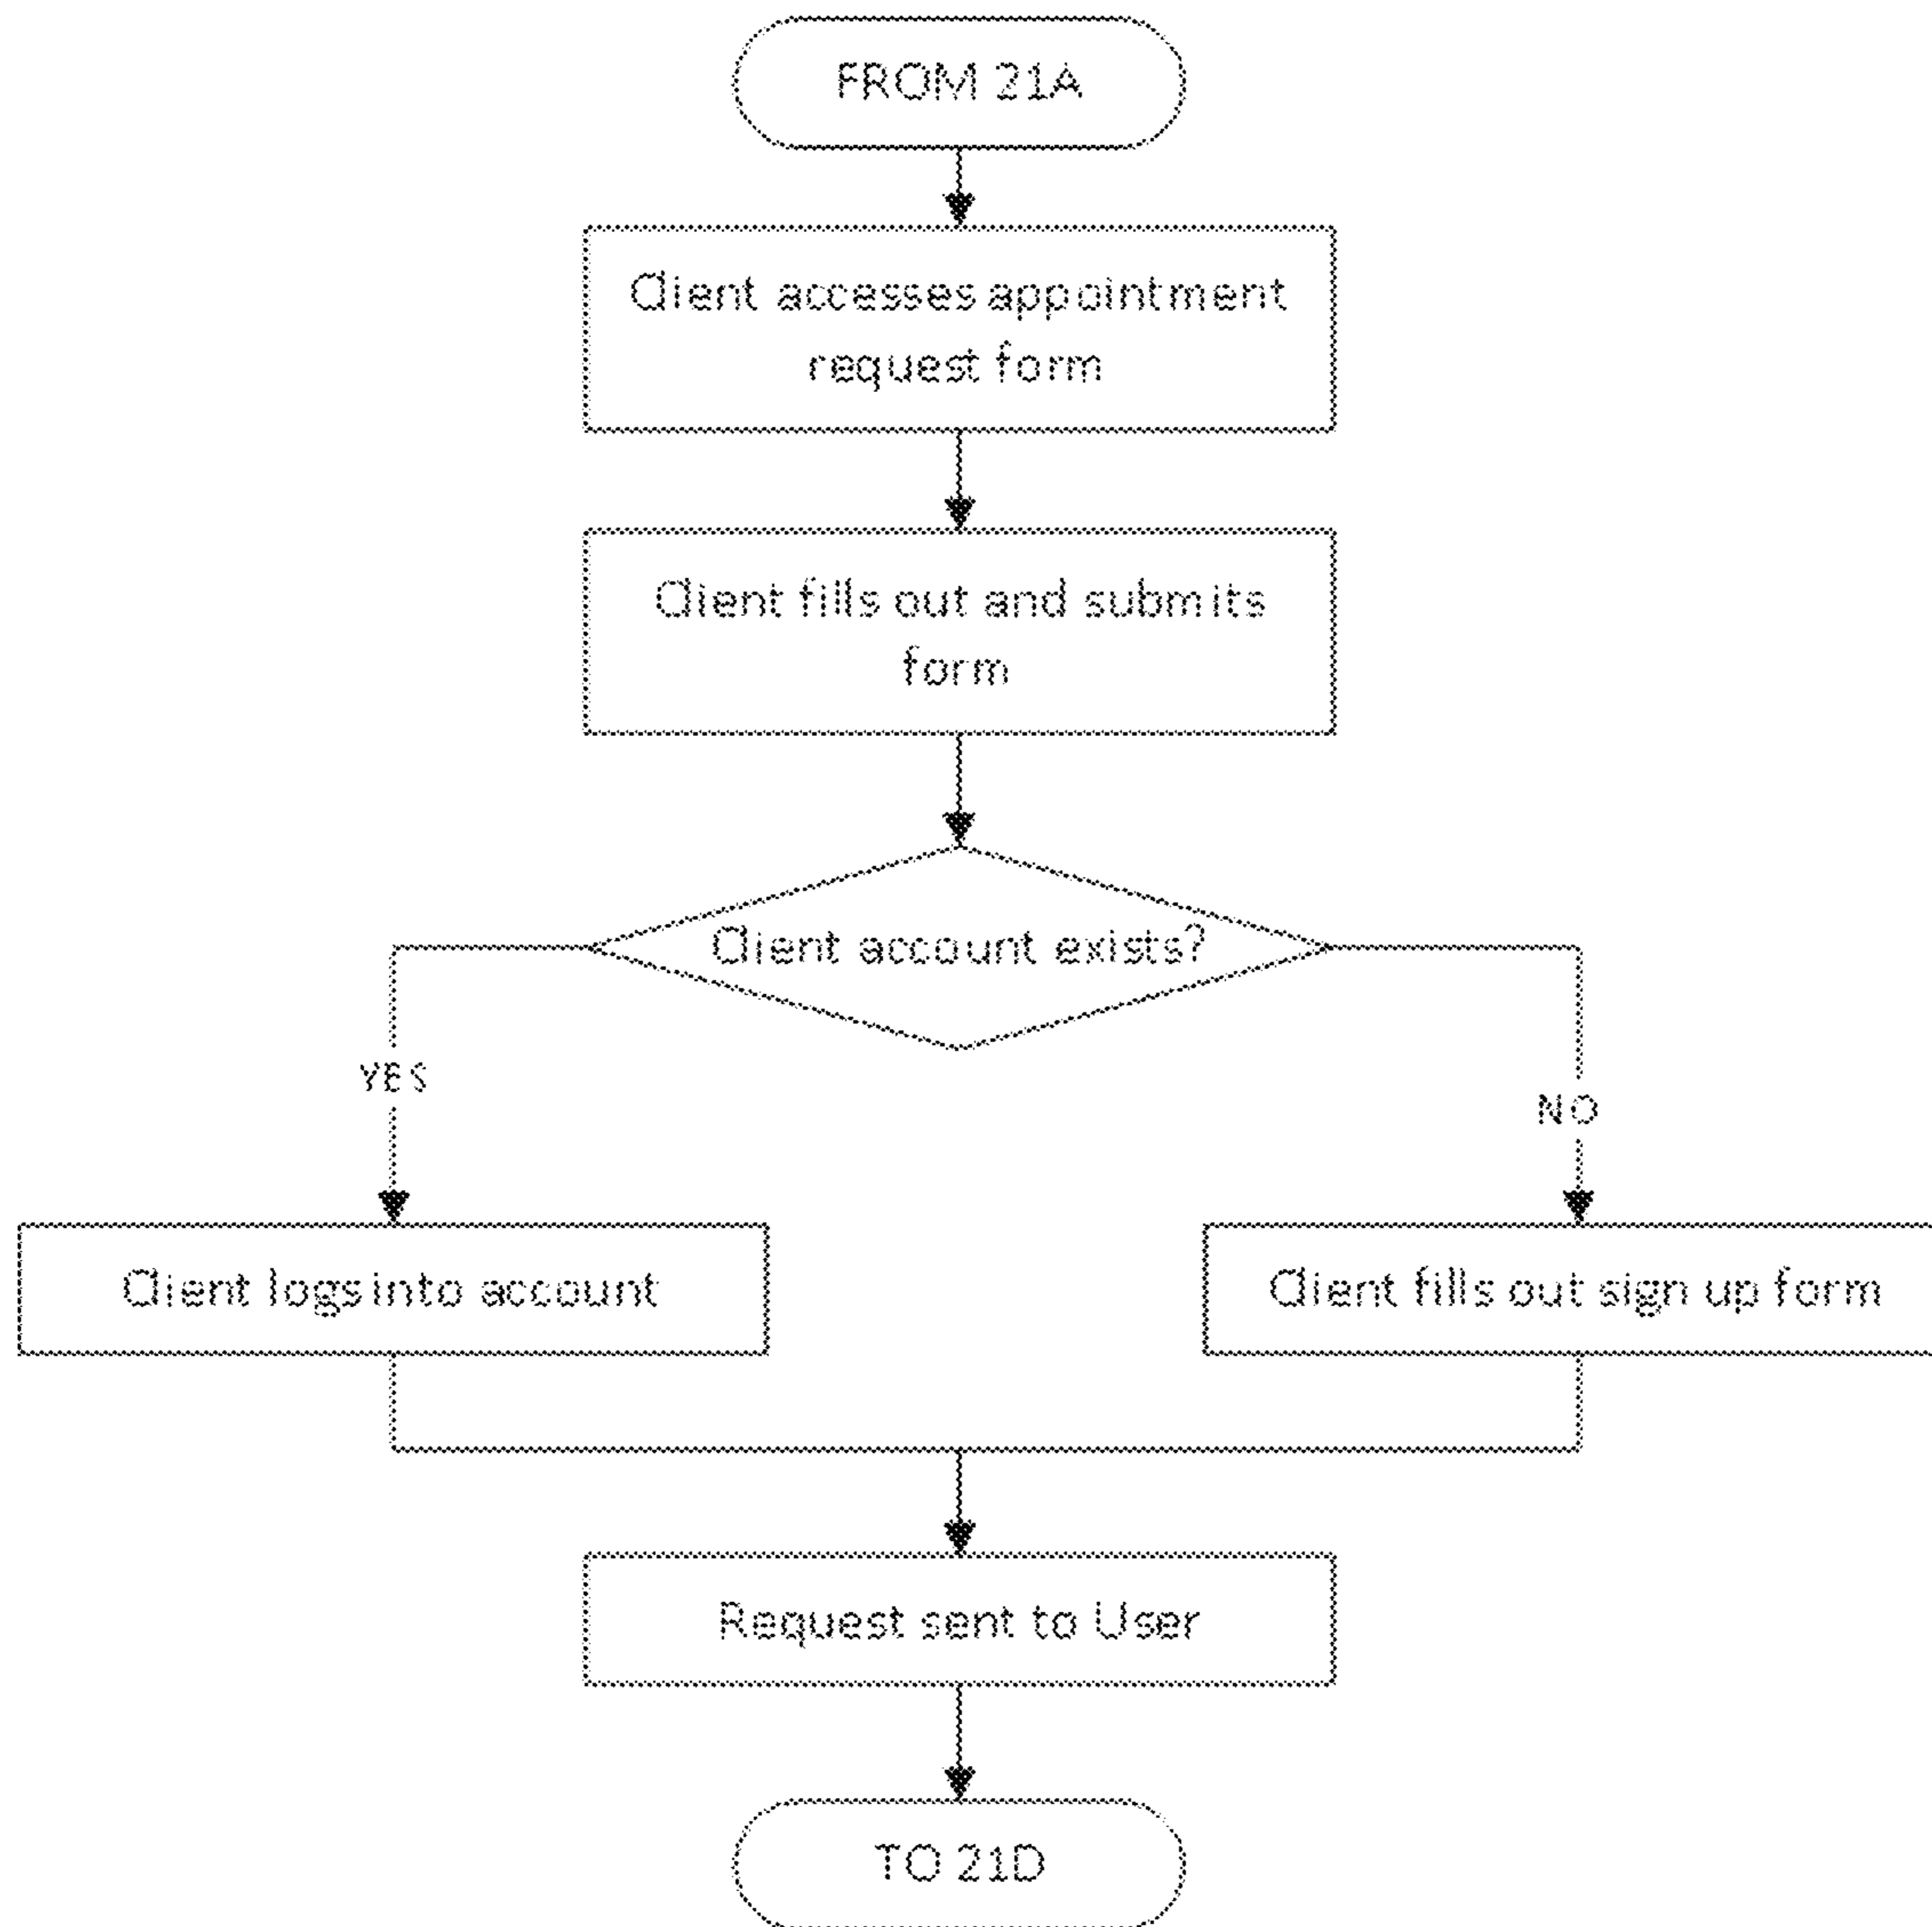 FROM 21A
Client accesses appointment
request form
Client fills out and submits
form
Client account exists?
YES
NO
Client logs into account
Client fills out sign up form
Request sent to User
TO 21D